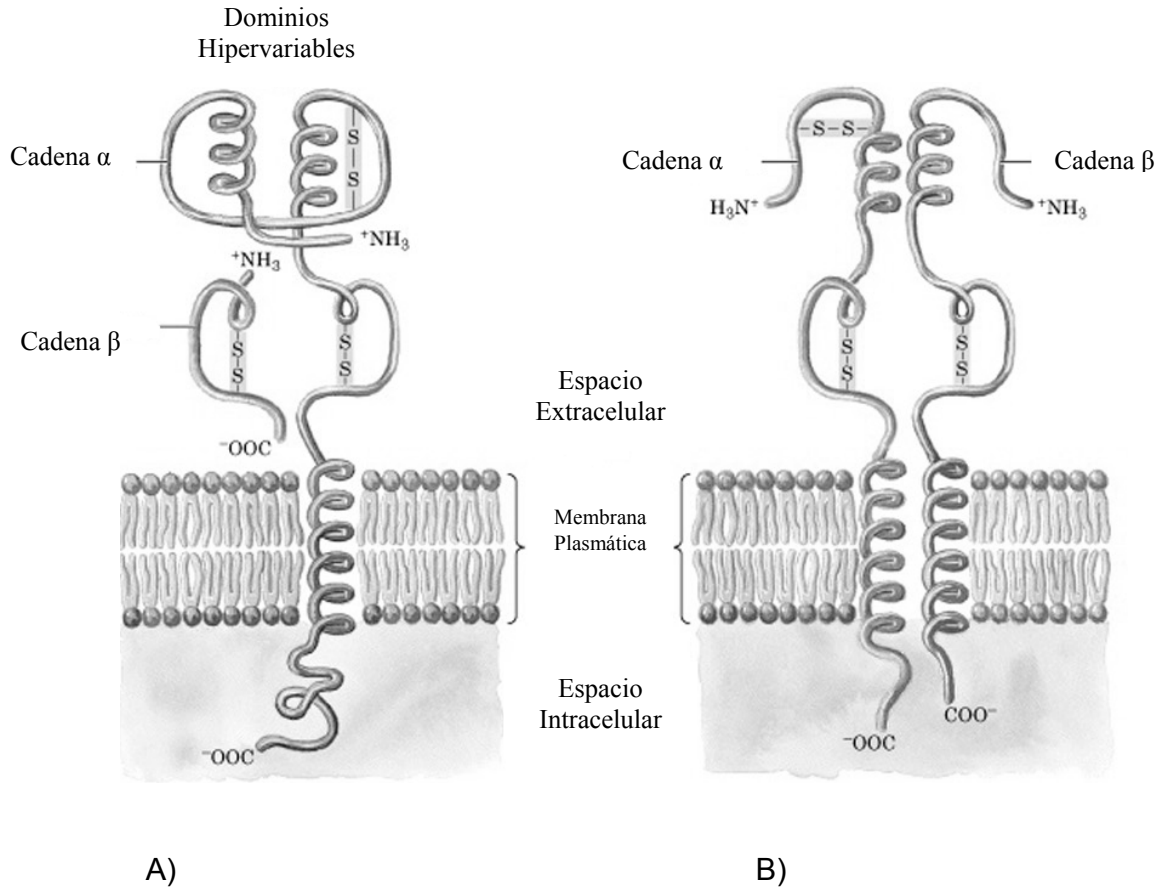 Dominios
Hipervariables
Cadena α
S
S
+NH3
+NH3
Cadena β
S
S
S
S
-OOC
-OOC
Espacio
Extracelular
Membrana
Plasmática
Espacio
Intracelular
Cadena α
-S-S-
Cadena β
H3N+
+NH3
S
S
S
S
COO-
-OOC
A)
B)